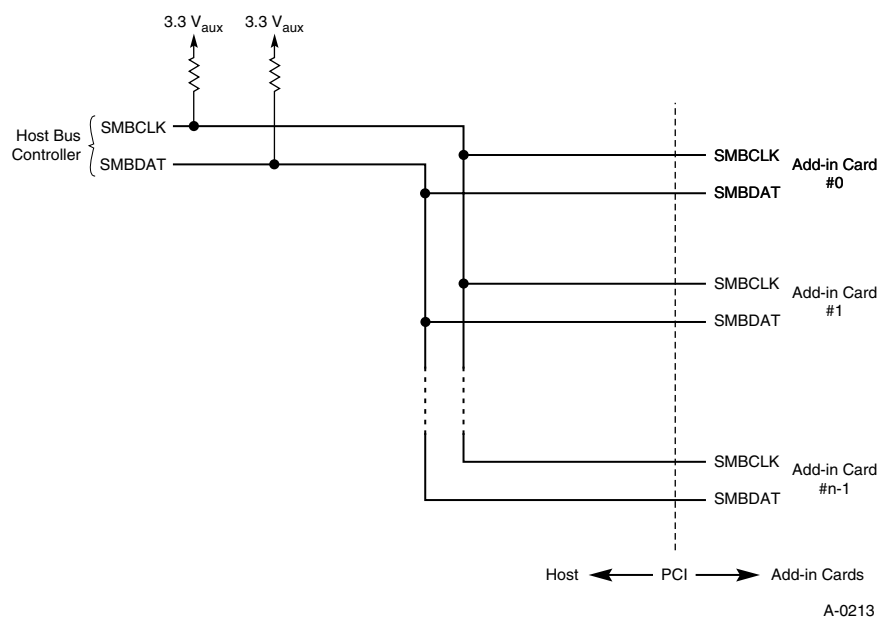 3.3 Vaux 3.3 Vaux
Host Bus
Controller
SMBCLK
SMBDAT
SMBCLK
SMBDAT
Add-in Card
#0
SMBCLK
SMBDAT
Add-in Card
#1
SMBCLK
SMBDAT
Add-in Card
#n-1
Host PCI Add-in Cards
A-0213